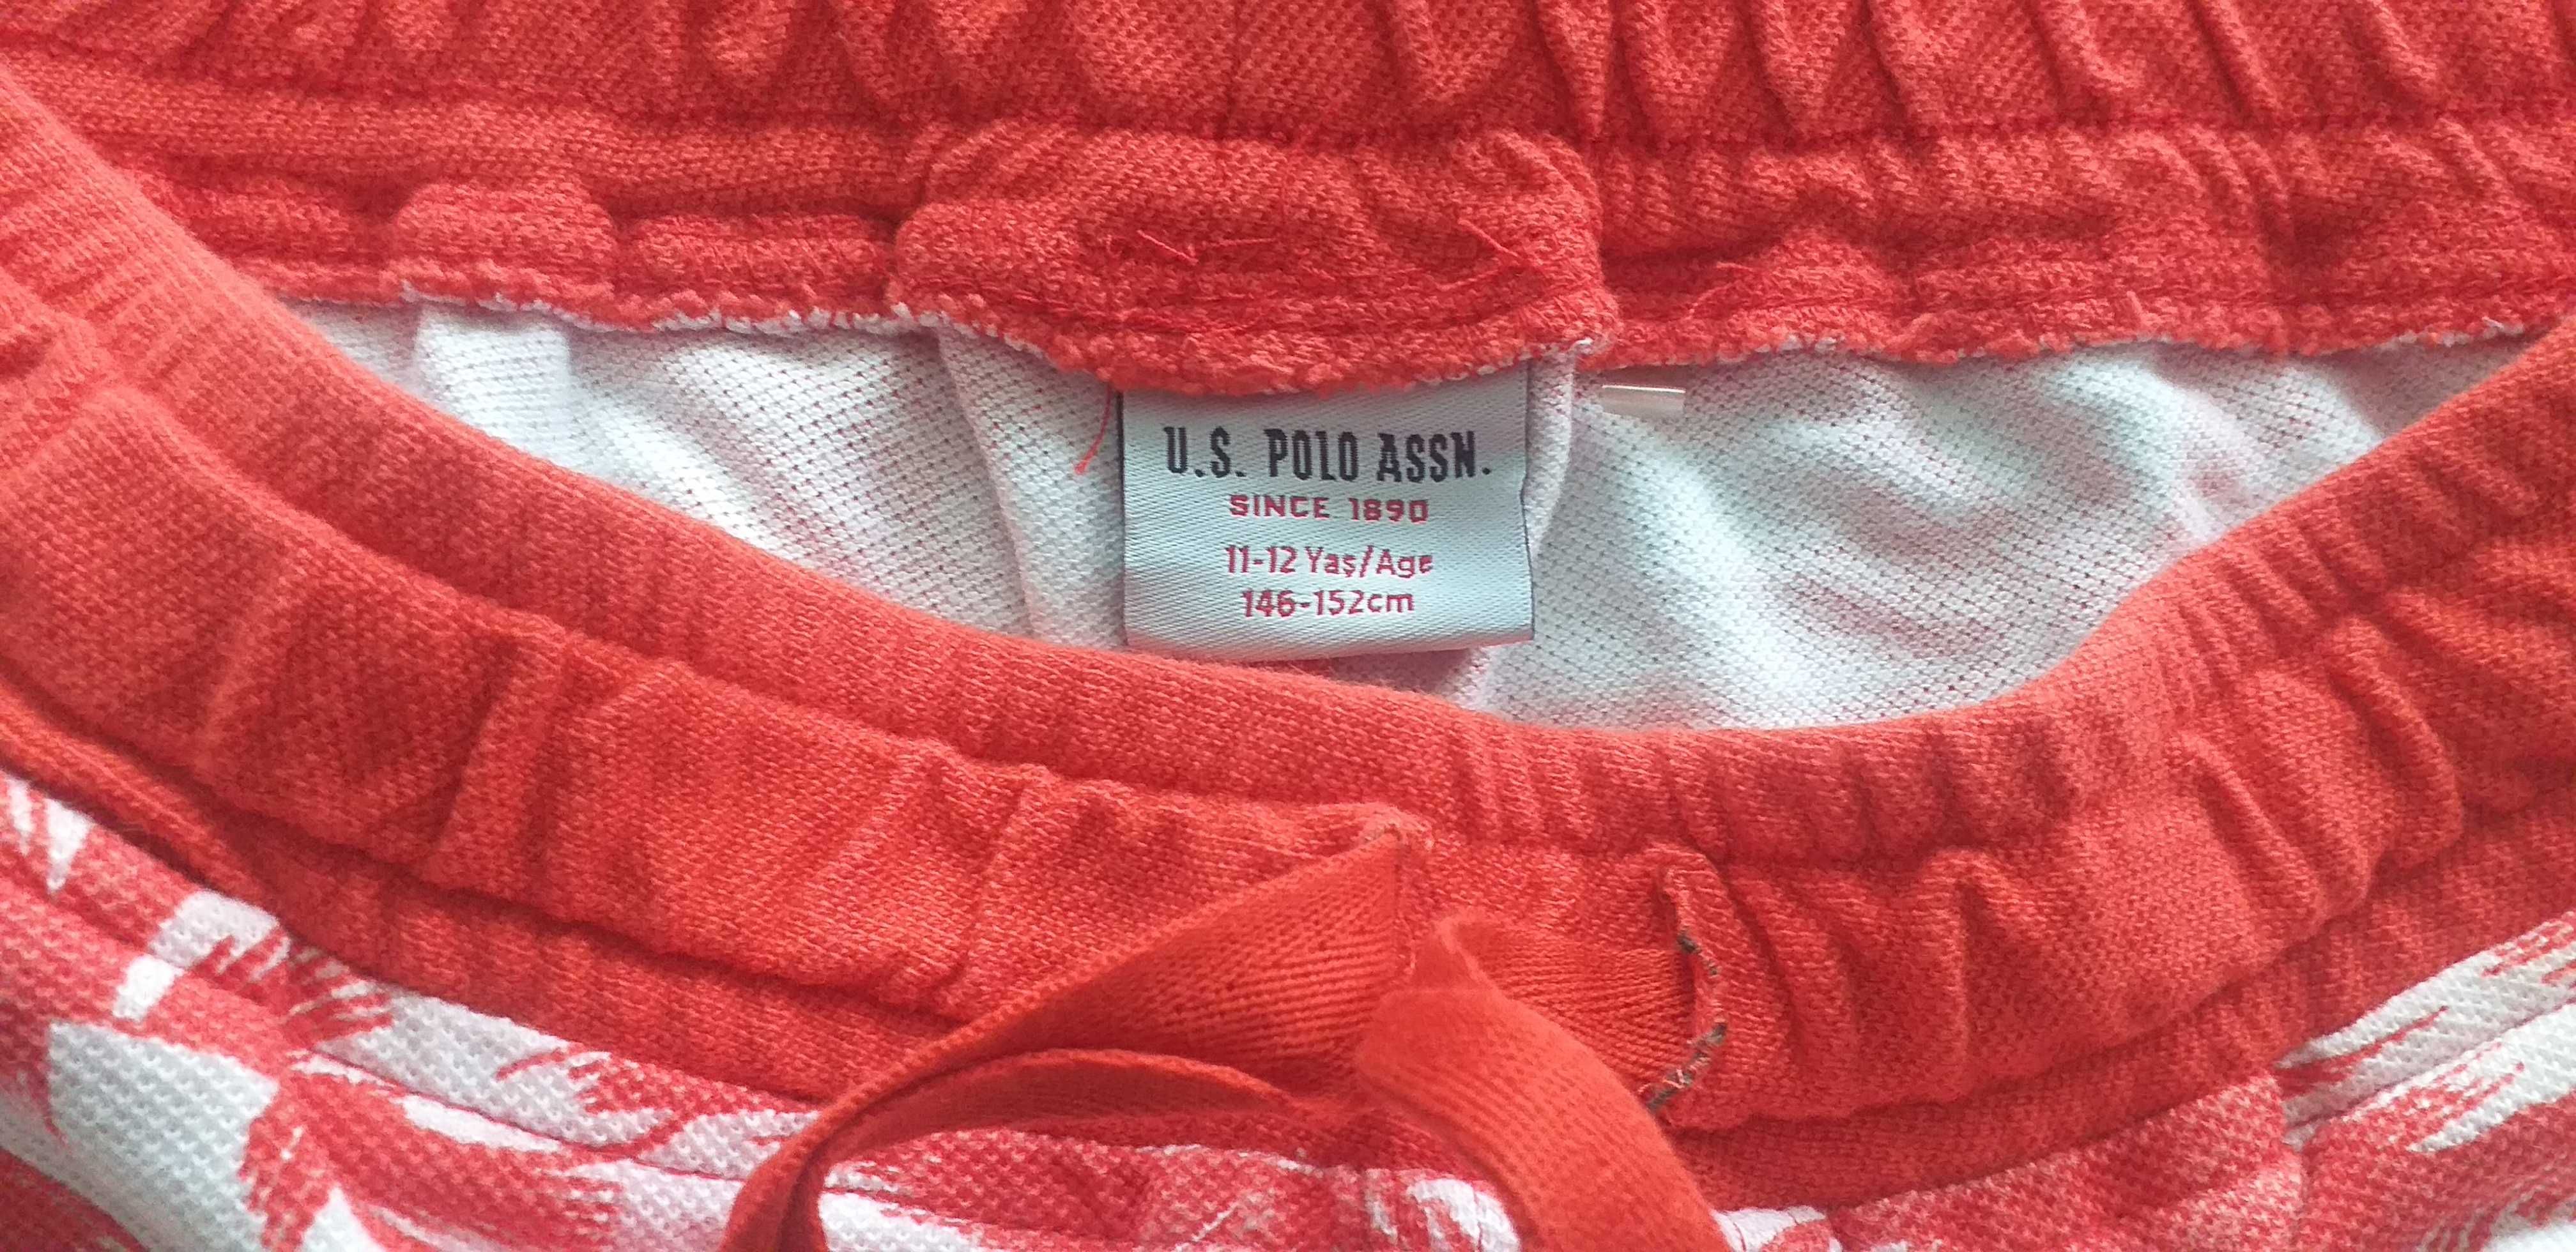 U.S. POLO ASSN.
SINCE 1890
11-12 Yaş/Age
146-152cm